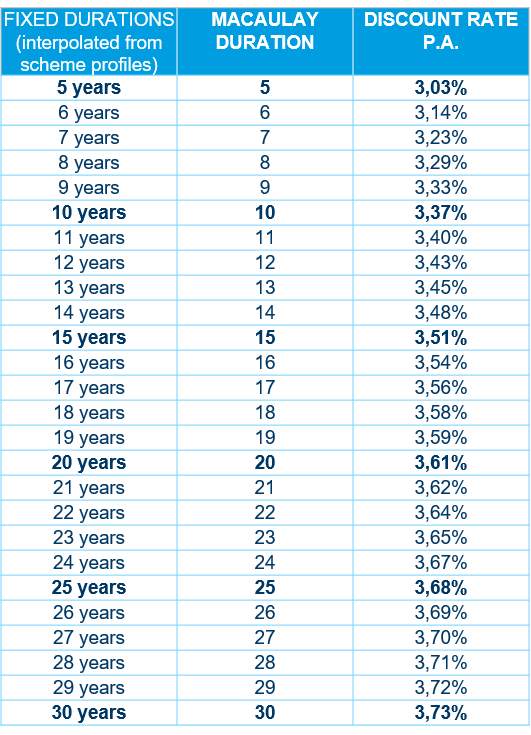 FIXED DURATIONS MACAULAY DISCOUNT RATE
(interpolated from DURATION P.A.
scheme profiles)
5 years 5 3,03%
6 years 6 3,14%
7 years 7 3,23%
8 years 8 3,29%
9 years 9 3,33%
10 years 10 3,37%
11 years 11 3,40%
12 years 12 3,43%
13 years 13 3,45%
14 years 14 3,48%
15 years 15 3,51%
16 years 16 3,54%
17 years 17 3,56%
18 years 18 3,58%
19 years 19 3,59%
20 years 20 3,61%
21 years 21 3,62%
22 years 22 3,64%
23 years 23 3,65%
24 years 24 3,67%
25 years 25 3,68%
26 years 26 3,69%
27 years 27 3,70%
28 years 28 3,71%
29 years 29 3,72%
30 years 30 3,73%